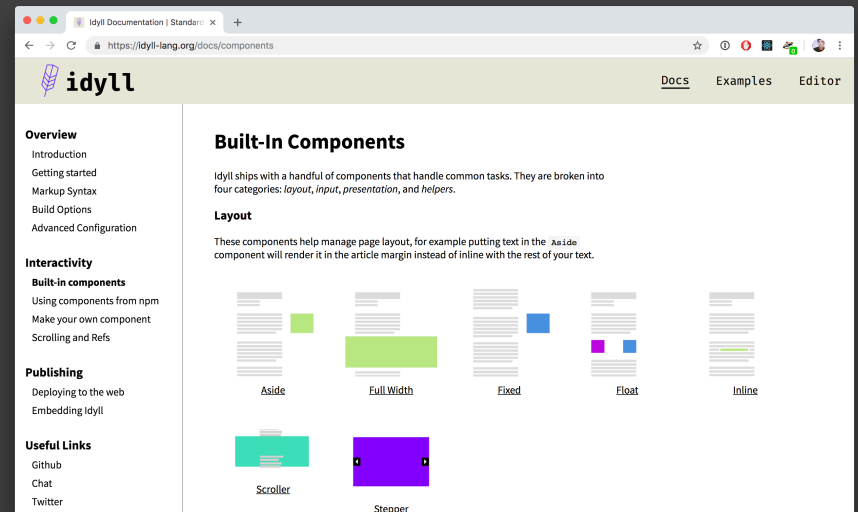 Idyll Documentation | Standard
https://idyll-lang.org/docs/components
idyll
Docs
Examples
Editor
Overview
Introduction
Getting started
Markup Syntax
Build Options
Advanced Configuration
Interactivity
Built-in components
Using components from npm
Make your own component
Scrolling and Refs
Publishing
Deploying to the web
Embedding Idyll
Useful Links
Github
Chat
Twitter
Built-In Components
Idyll ships with a handful of components that handle common tasks. They are broken into
four categories: layout, input, presentation, and helpers.
Layout
These components help manage page layout, for example putting text in the Aside
component will render it in the article margin instead of inline with the rest of your text.
Aside
Full Width
Fixed
Float
Inline
Scroller
Stepper